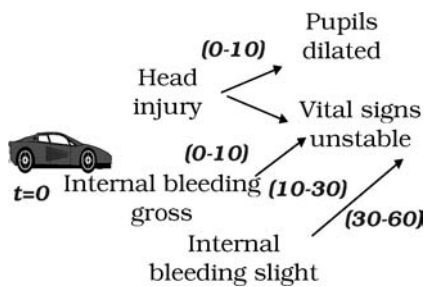 Pupils
dilated
(0-10)
Head
injury
Vital signs
unstable
(0-10)
t=0
Internal bleeding
gross
(10-30)
(30-60)
Internal
bleeding slight